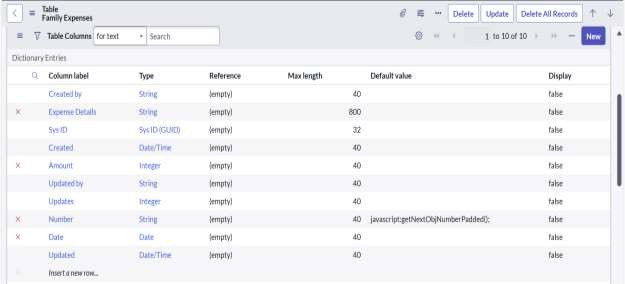 Table
Family Expenses
Delete Update Delete All Records
Table Columns for text Search 1 to 10 of 10 New
Dictionary Entries
Column label Type Reference Max length Default value Display
Created by String (empty) 40 false
Expense Details String (empty) 800 false
Sys ID Sys ID (GUID) (empty) 32 false
Created Date/Time (empty) 40 false
Amount Integer (empty) 40 false
Updated by String (empty) 40 false
Updates Integer (empty) 40 false
Number String (empty) 40 javascript:getNextObjNumberPadded(); false
Date Date (empty) 40 false
Updated Date/Time (empty) 40 false
Insert a new row...